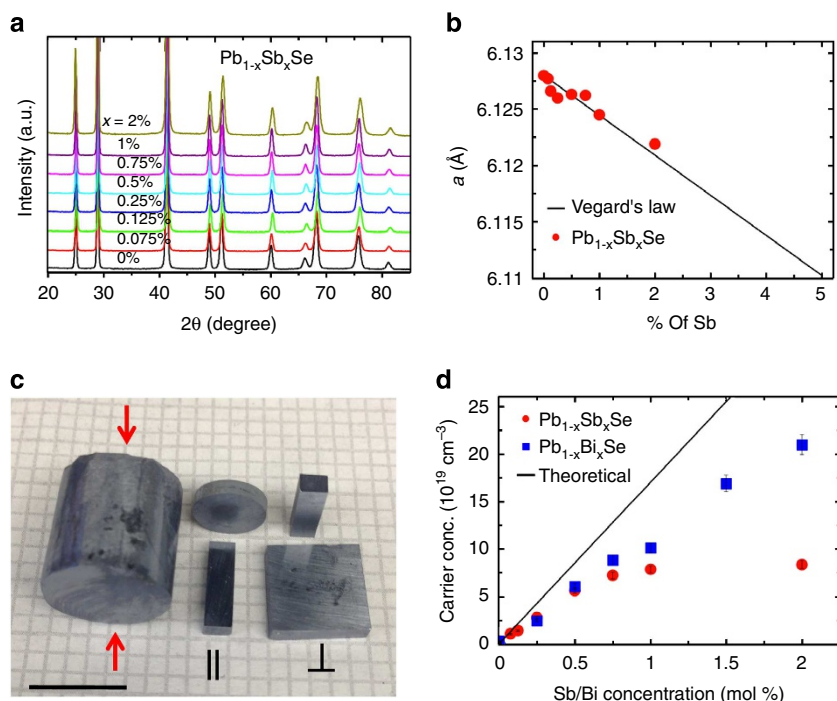 a
Pb1-xSbxSe
x = 2%
1%
0.75%
0.5%
0.25%
0.125%
0.075%
0%
Intensity (a.u.)
20 30 40 50 60 70 80
2θ (degree)
b
6.13
6.125
6.12
6.115
6.11
a (Å)
Vegard's law
Pb1-xSbxSe
0 1 2 3 4 5
% Of Sb
c
|| ⊥
d
25
20
15
10
5
0
Carrier conc. (10^19 cm^−3)
Pb1-xSbxSe
Pb1-xBixSe
Theoretical
0 0.5 1 1.5 2
Sb/Bi concentration (mol %)